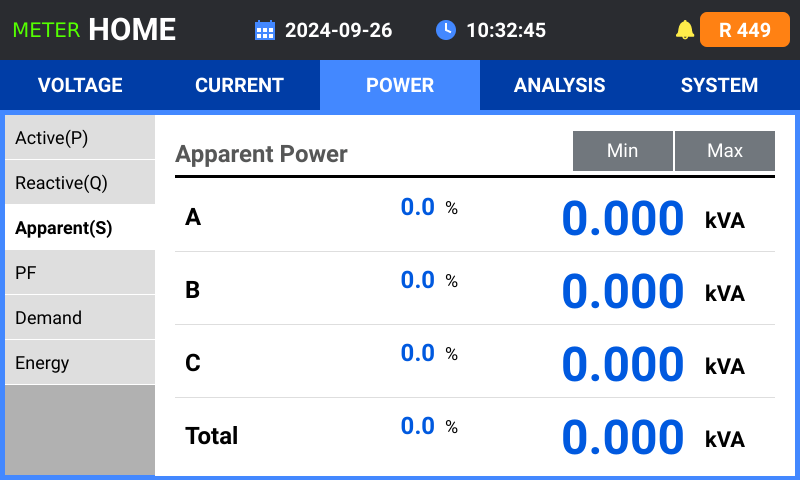 METER HOME 2024-09-26 10:32:45 R 449
VOLTAGE CURRENT POWER ANALYSIS SYSTEM
Active(P)
Reactive(Q)
Apparent(S)
PF
Demand
Energy
Apparent Power Min Max
A 0.0 % 0.000 kVA
B 0.0 % 0.000 kVA
C 0.0 % 0.000 kVA
Total 0.0 % 0.000 kVA